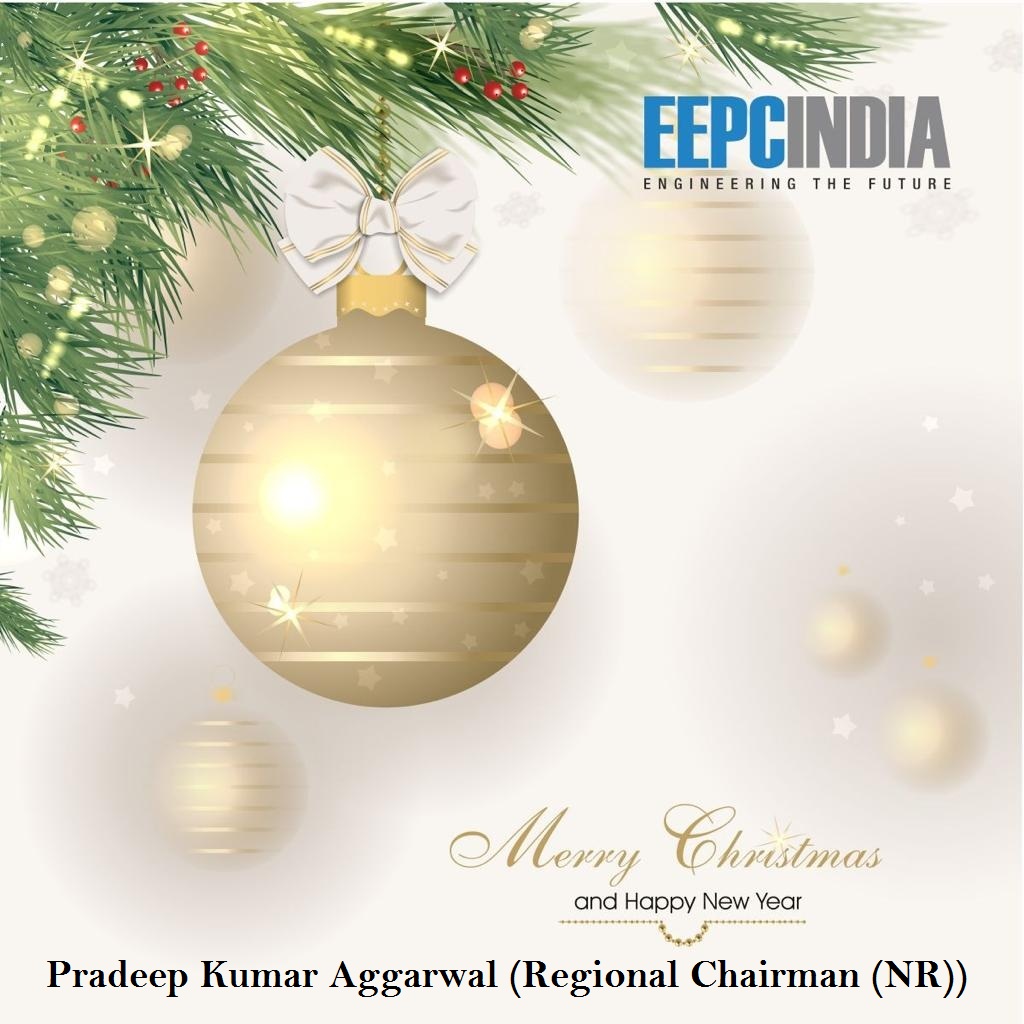 EEPCINDIA
ENGINEERING THE FUTURE
Merry Christmas
and Happy New Year
Pradeep Kumar Aggarwal (Regional Chairman (NR))